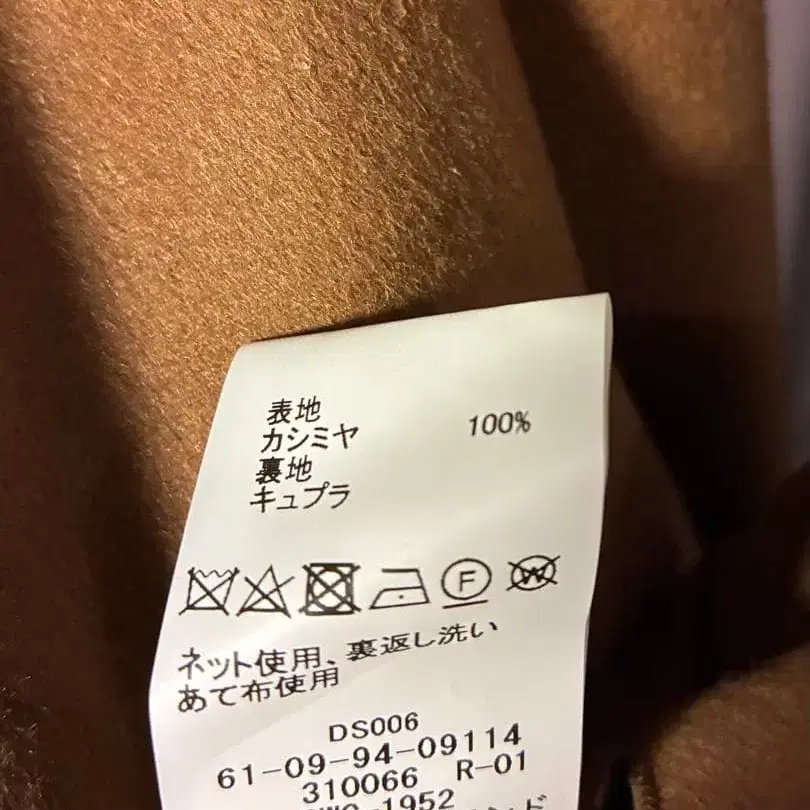 表地
カシミヤ 100%
裏地
キュプラ
F W
ネット使用、裏返し洗い
あて布使用
DS006
61-09-94-09114
310066 R-01
1952